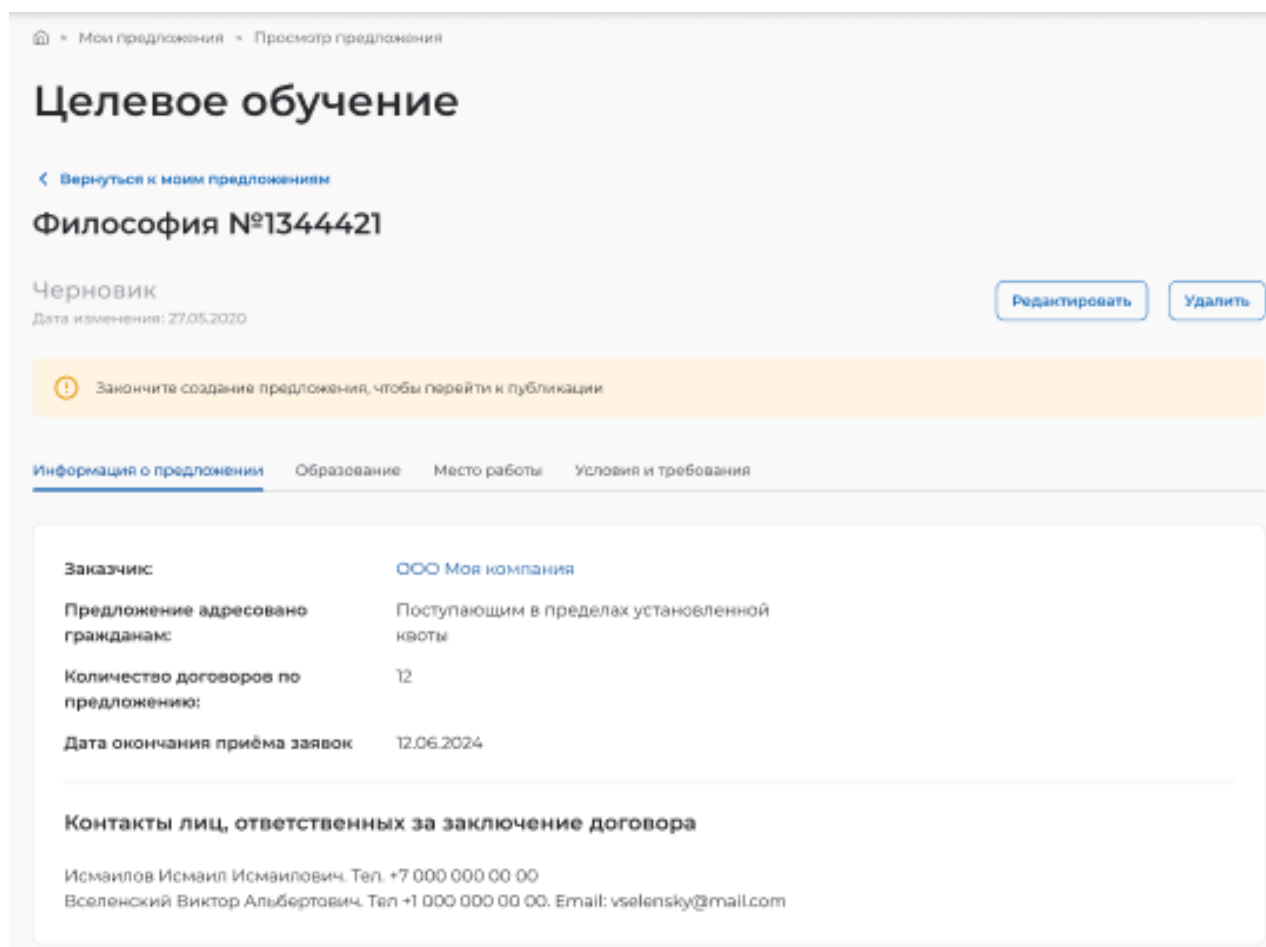 Мои предложения Просмотр предложения
Целевое обучение
Вернуться к моим предложениям
Философия №1344421
Черновик
Дата изменения: 27.05.2020
Редактировать Удалить
Закончите создание предложения, чтобы перейти к публикации
Информация о предложении Образование Место работы Условия и требования
Заказчик: ООО Моя компания
Предложение адресовано Поступающим в пределах установленной
гражданам: квоты
Количество договоров по 12
предложению:
Дата окончания приёма заявок 12.06.2024
Контакты лиц, ответственных за заключение договора
Исмаилов Исмаил Исмаилович. Тел. +7 000 000 00 00
Вселенский Виктор Альбертович. Тел +1 000 000 00 00. Email: vselensky@mail.com